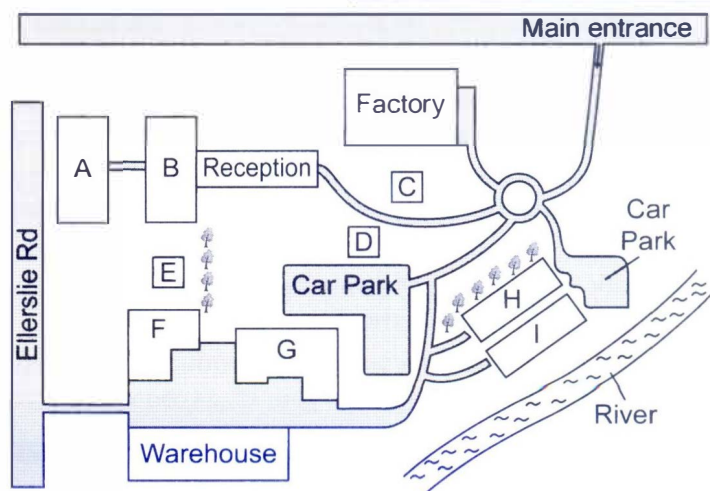 Main entrance
Factory
A
B
Reception
C
Car
Park
Ellerslie Rd
D
E
Car Park
H
F
G
I
River
Warehouse